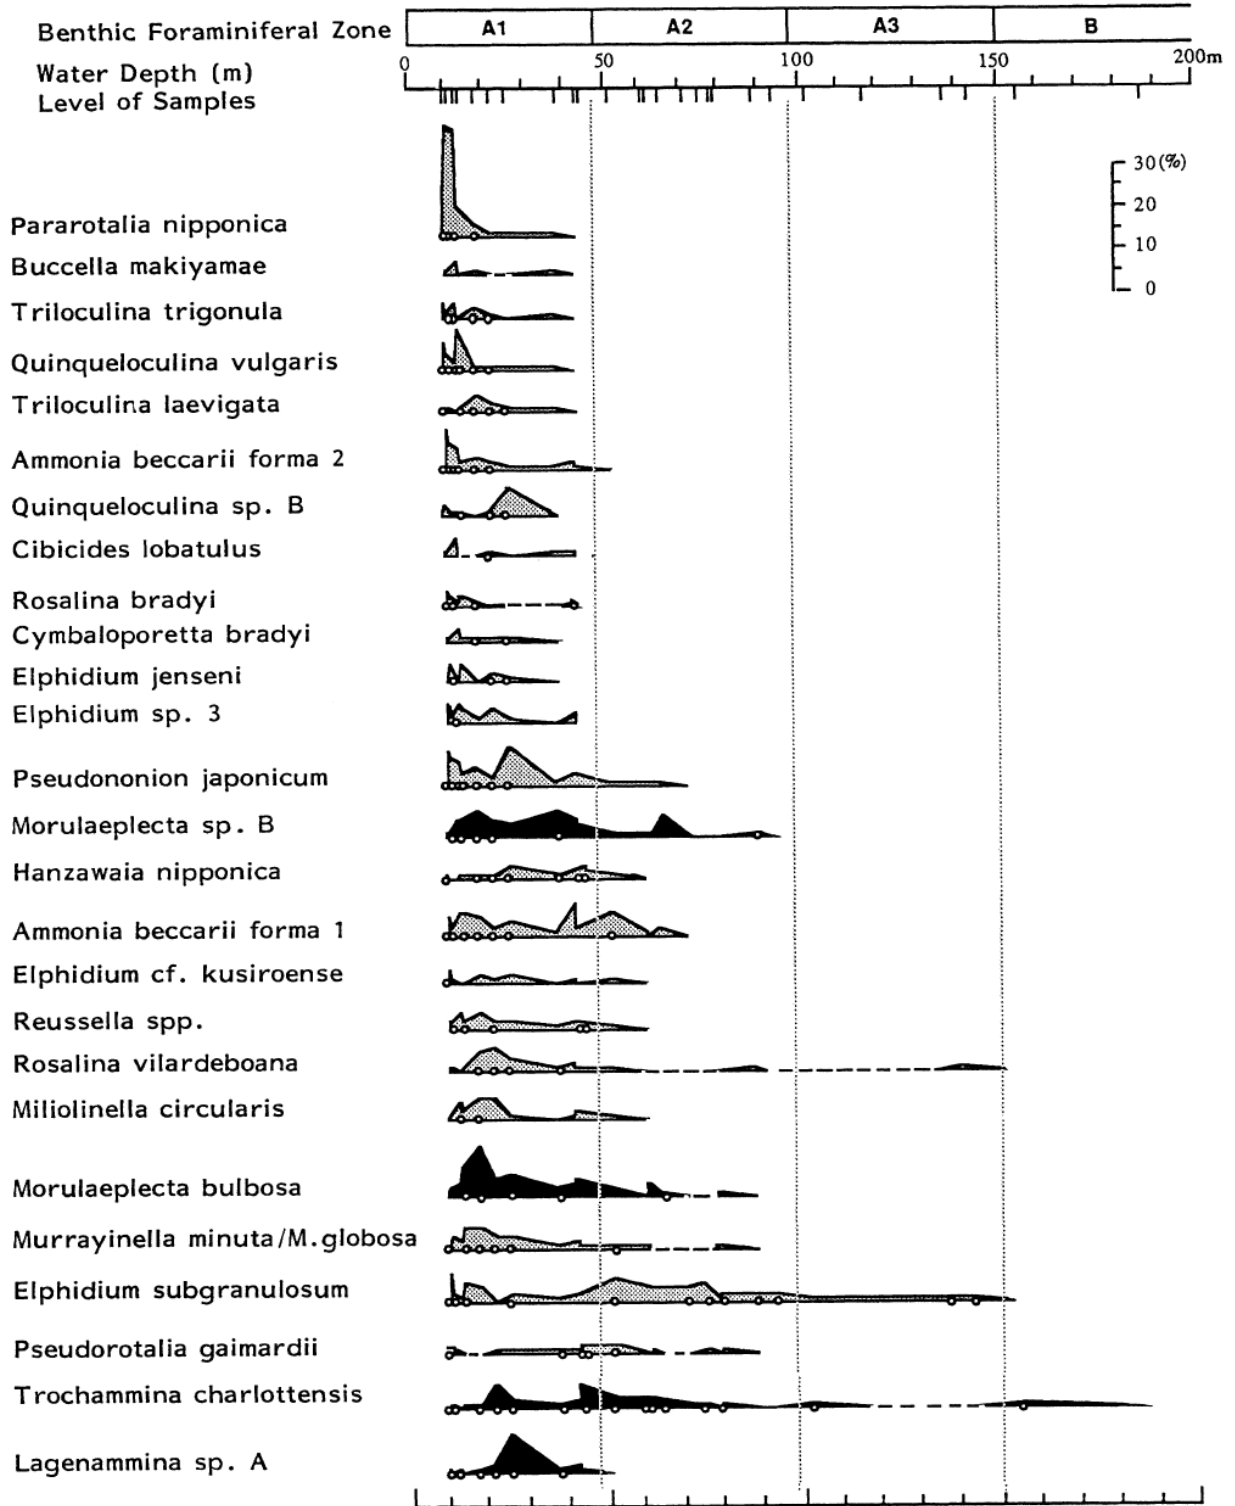 Benthic Foraminiferal Zone A1 A2 A3 B
Water Depth (m) 0 50 100 150 200m
Level of Samples
30(%)
20
10
0
Pararotalia nipponica
Buccella makiyamae
Triloculina trigonula
Quinqueloculina vulgaris
Triloculina laevigata
Ammonia beccarii forma 2
Quinqueloculina sp. B
Cibicides lobatulus
Rosalina bradyi
Cymbaloporetta bradyi
Elphidium jenseni
Elphidium sp. 3
Pseudononion japonicum
Morulaeplecta sp. B
Hanzawaia nipponica
Ammonia beccarii forma 1
Elphidium cf. kusiroense
Reussella spp.
Rosalina vilardeboana
Miliolinella circularis
Morulaeplecta bulbosa
Murrayinella minuta/M.globosa
Elphidium subgranulosum
Pseudorotalia gaimardii
Trochammina charlottensis
Lagenammina sp. A